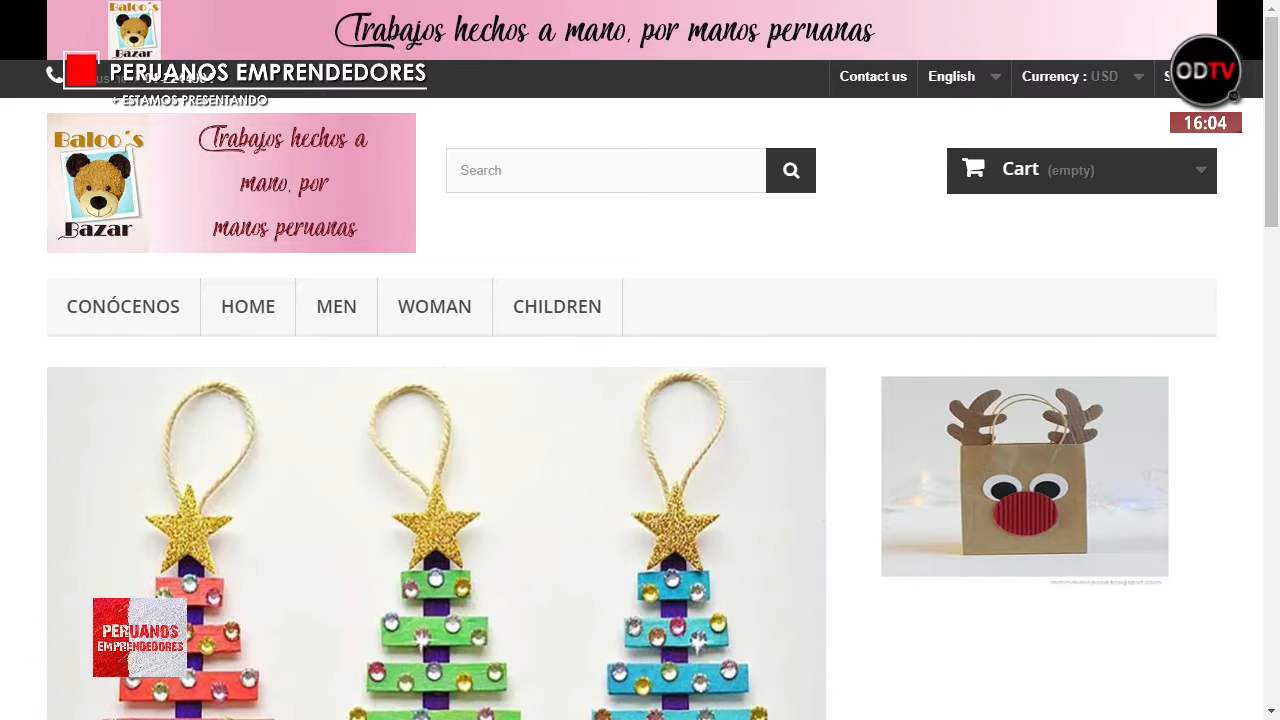 Baloo´s
Bazar
Trabajos hechos a mano, por manos peruanas
PERUANOS EMPRENDEDORES
+ ESTAMOS PRESENTANDO
Contact us
English
Currency : USD
ODTV
16:04
Baloo´s
Bazar
Trabajos hechos a
mano, por
manos peruanas
Search
Cart (empty)
CONÓCENOS
HOME
MEN
WOMAN
CHILDREN
PERUANOS
EMPRENDEDORES